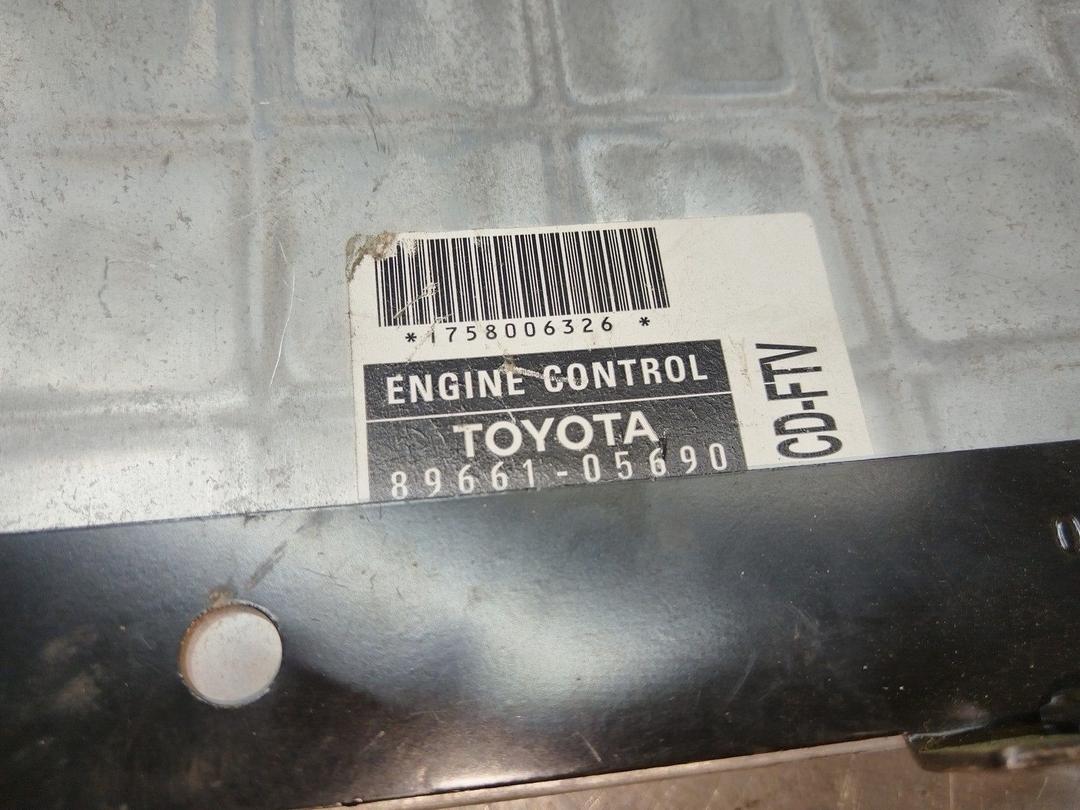 *1758006326 *
ENGINE CONTROL
TOYOTA
89661-05690
CD-FTV